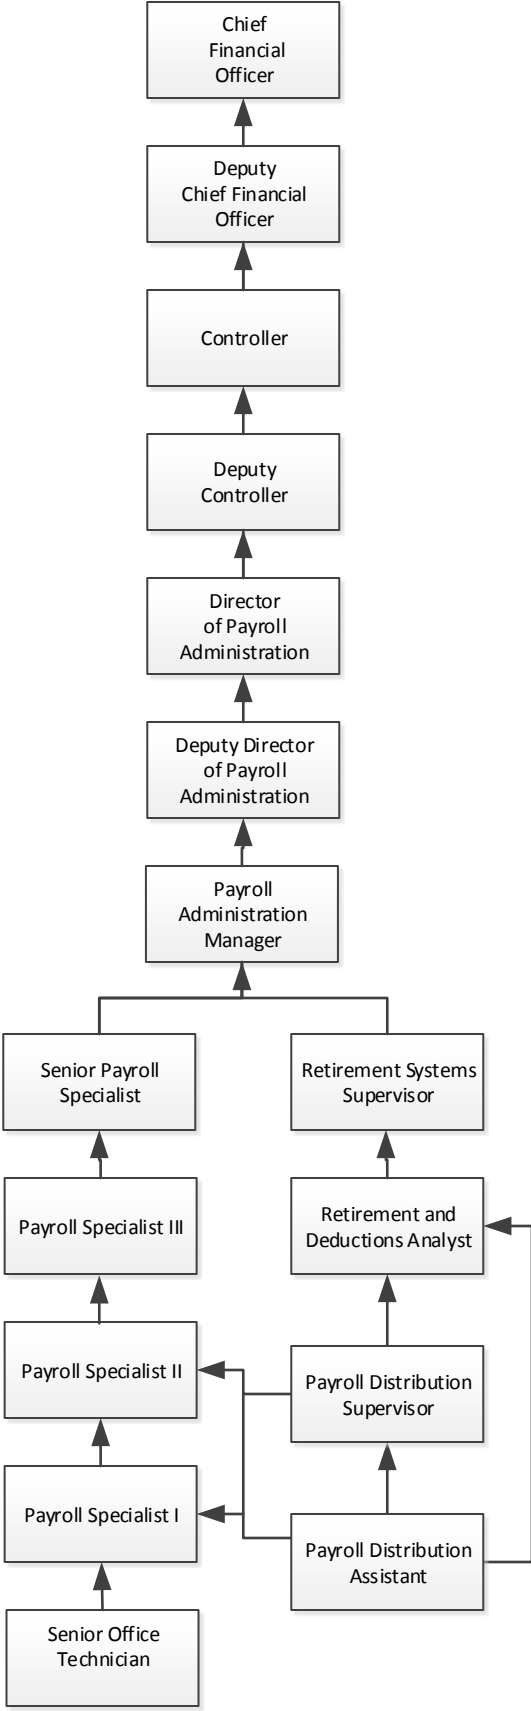 Chief
Financial
Officer
Deputy
Chief Financial
Officer
Controller
Deputy
Controller
Director
of Payroll
Administration
Deputy Director
of Payroll
Administration
Payroll
Administration
Manager
Senior Payroll
Specialist
Retirement Systems
Supervisor
Payroll Specialist III
Retirement and
Deductions Analyst
Payroll Specialist II
Payroll Distribution
Supervisor
Payroll Specialist I
Payroll Distribution
Assistant
Senior Office
Technician